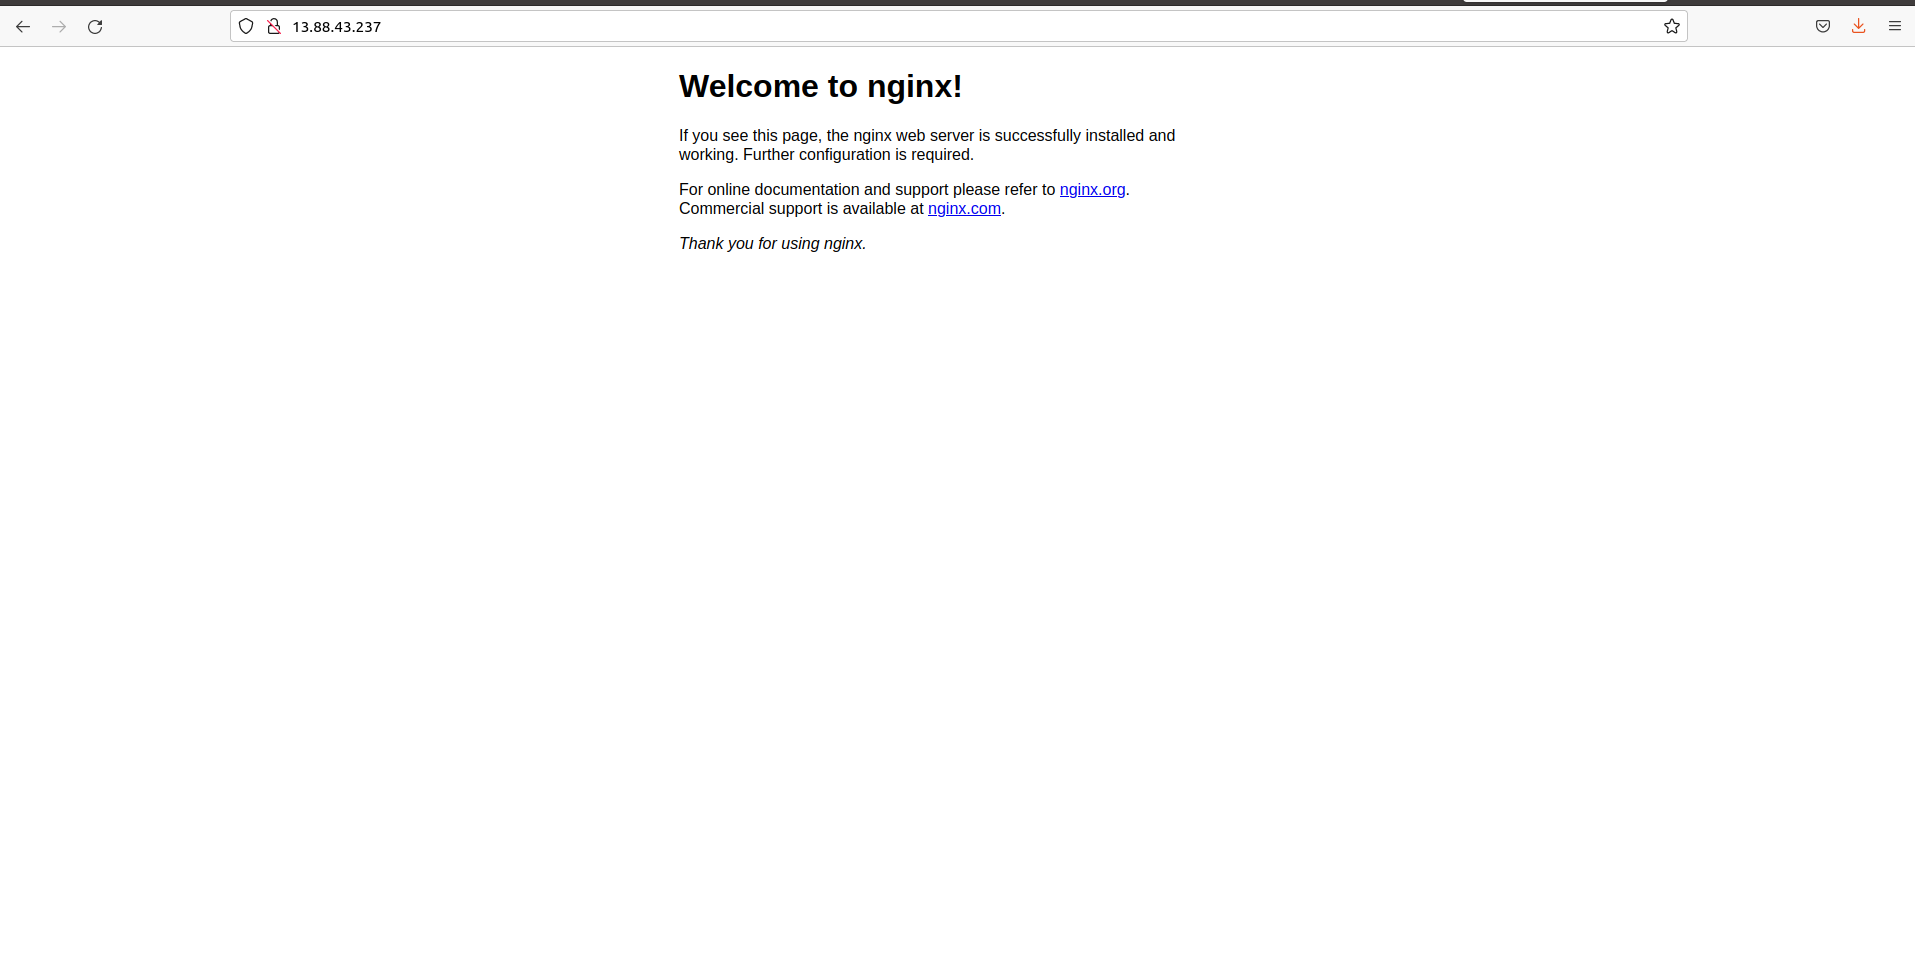 13.88.43.237
Welcome to nginx!
If you see this page, the nginx web server is successfully installed and
working. Further configuration is required.
For online documentation and support please refer to nginx.org.
Commercial support is available at nginx.com.
Thank you for using nginx.